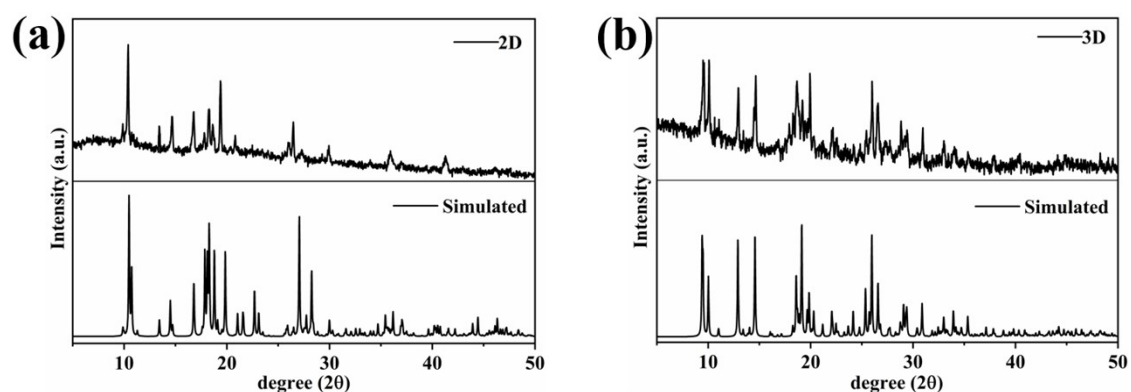 (a)
2D
Intensity (a.u.)
Simulated
10 20 30 40 50
degree (2θ)
(b)
3D
Intensity (a.u.)
Simulated
10 20 30 40 50
degree (2θ)